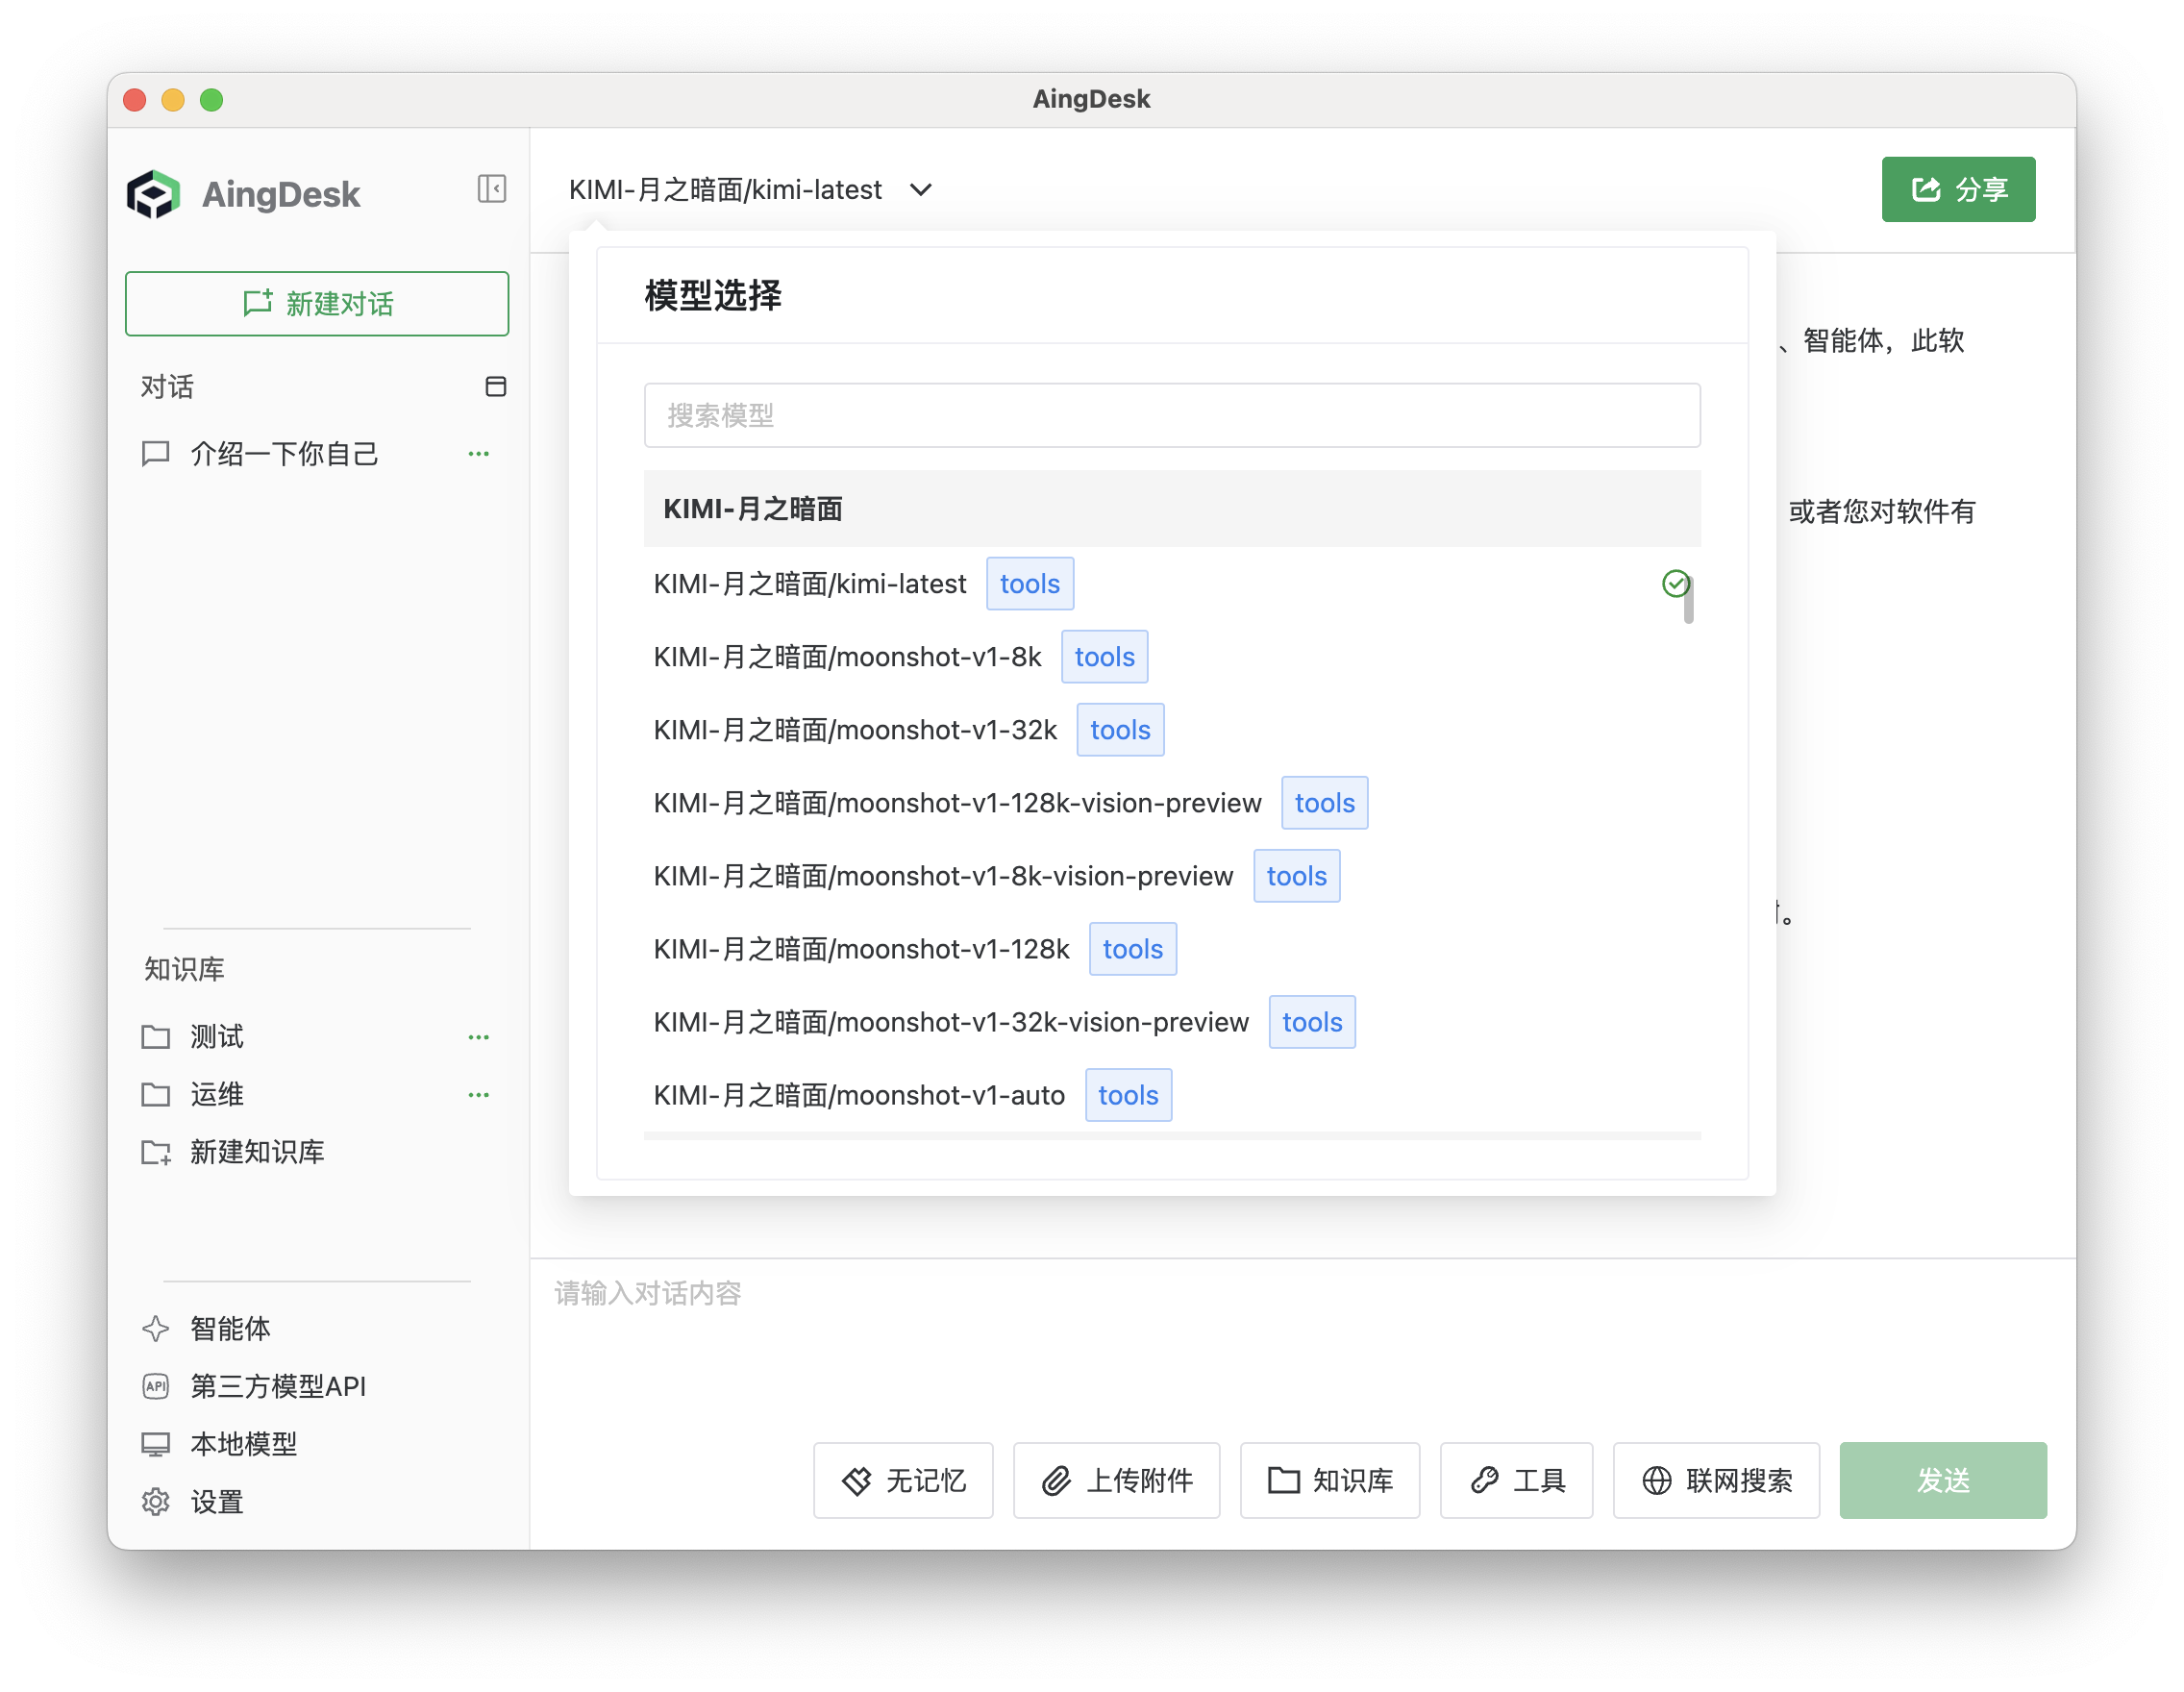 AingDesk
AingDesk
新建对话
对话
介绍一下你自己
知识库
测试
运维
新建知识库
智能体
API 第三方模型API
本地模型
设置
KIMI-月之暗面/kimi-latest
分享
模型选择
搜索模型
KIMI-月之暗面
KIMI-月之暗面/kimi-latest tools
KIMI-月之暗面/moonshot-v1-8k tools
KIMI-月之暗面/moonshot-v1-32k tools
KIMI-月之暗面/moonshot-v1-128k-vision-preview tools
KIMI-月之暗面/moonshot-v1-8k-vision-preview tools
KIMI-月之暗面/moonshot-v1-128k tools
KIMI-月之暗面/moonshot-v1-32k-vision-preview tools
KIMI-月之暗面/moonshot-v1-auto tools
、智能体，此软
或者您对软件有
。
请输入对话内容
无记忆
上传附件
知识库
工具
联网搜索
发送